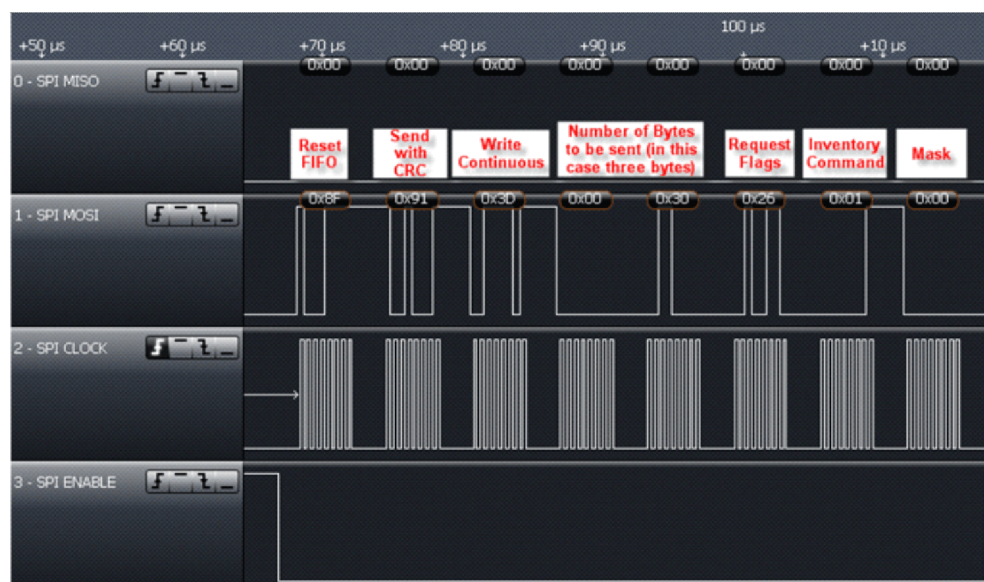 100 μs
+50 μs +60 μs +70 μs +80 μs +90 μs +10 μs
0x00 0x00 0x00 0x00 0x00 0x00 0x00 0x00
0 - SPI MISO
Reset
FIFO
Send
with
CRC
Write
Continuous
Number of Bytes
to be sent (in this
case three bytes)
Request
Flags
Inventory
Command
Mask
0x8F 0x91 0x3D 0x00 0x30 0x26 0x01 0x00
1 - SPI MOSI
2 - SPI CLOCK
3 - SPI ENABLE